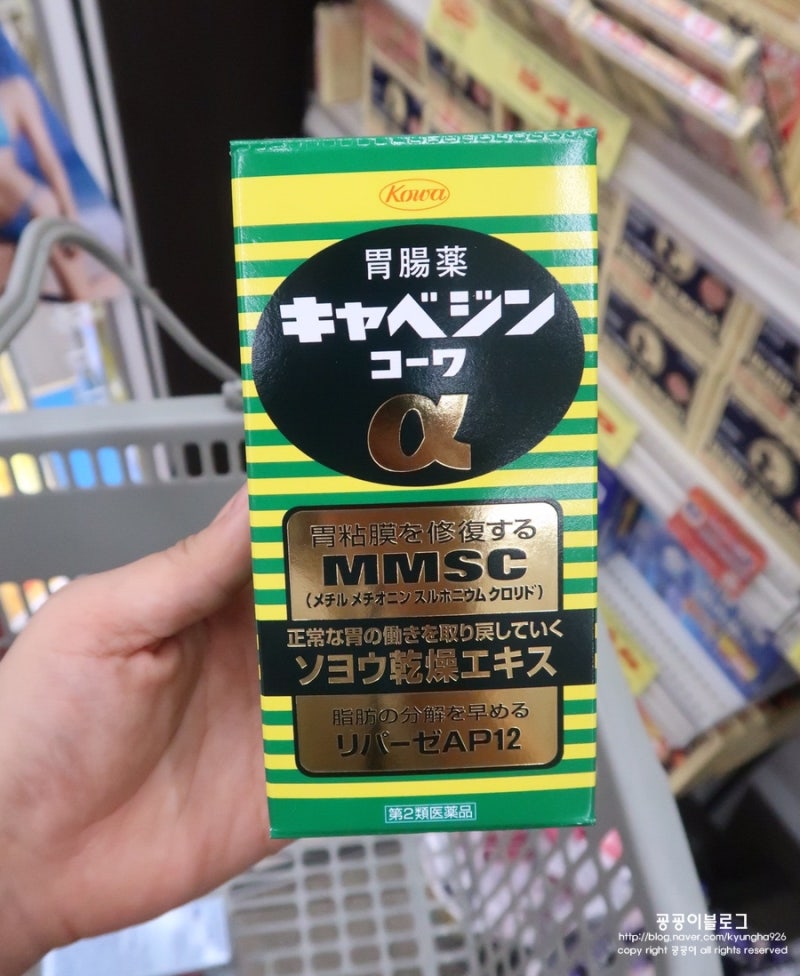 Kowa
胃腸薬
キャベジン
コーワ
α
胃粘膜を修復する
MMSC
(メチルメチオニンスルホニウムクロリド)
正常な胃の働きを取り戻していく
ソヨウ乾燥エキス
脂肪の分解を早める
リパーゼAP12
第2類医薬品
꽁꽁이블로그
http://blog.naver.com/kyungha926
copy right 꽁꽁이 all rights reserved